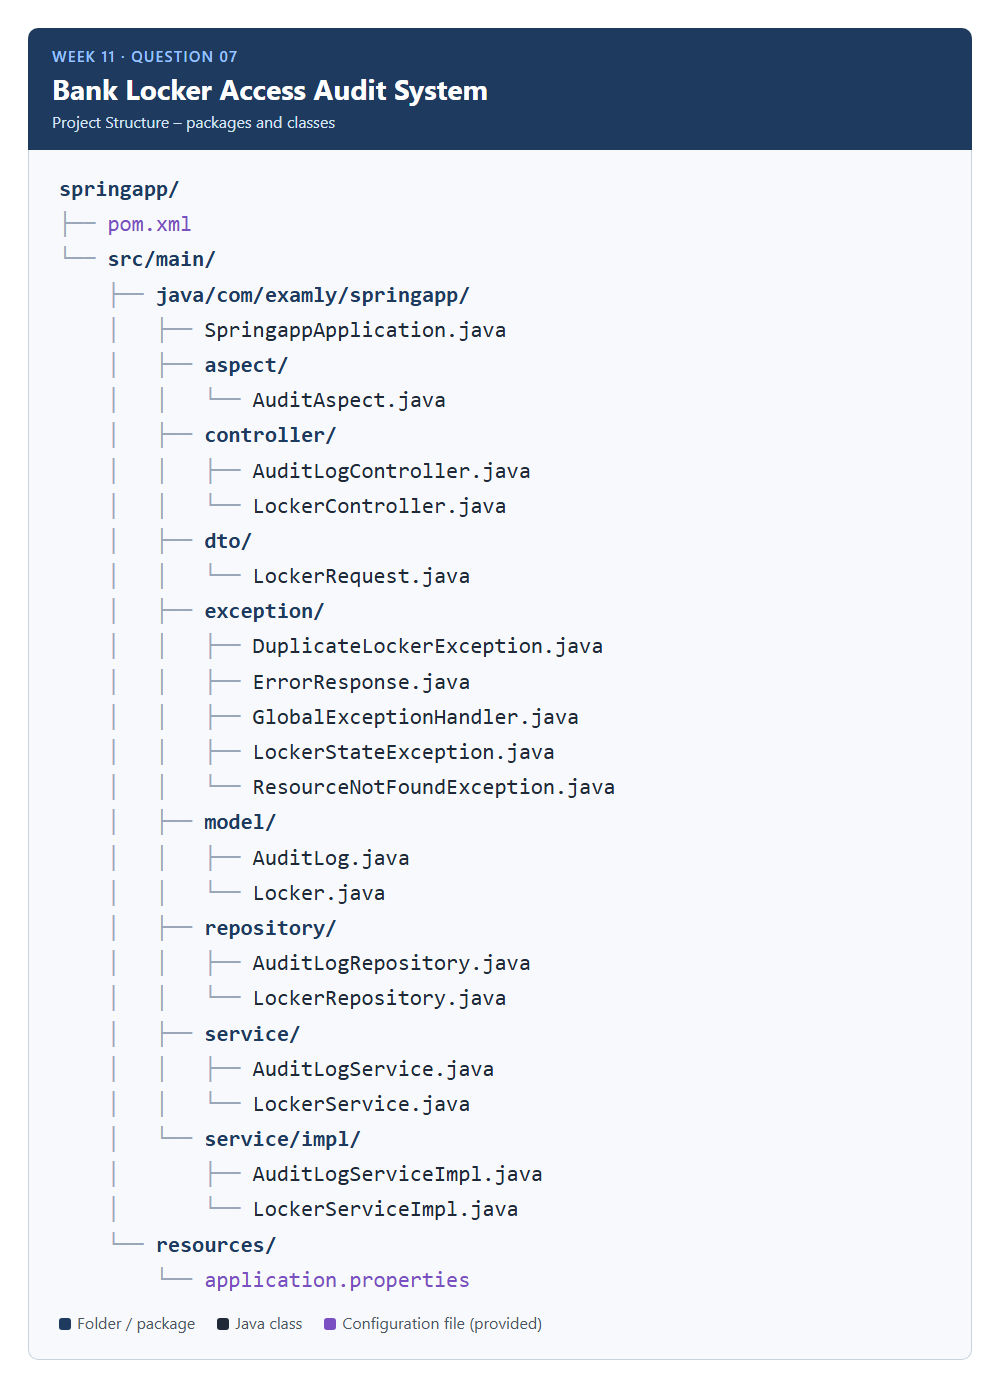 WEEK 11 · QUESTION 07
Bank Locker Access Audit System
Project Structure – packages and classes
springapp/
├── pom.xml
└── src/main/
    ├── java/com/examly/springapp/
    │   ├── SpringappApplication.java
    │   ├── aspect/
    │   │   └── AuditAspect.java
    │   ├── controller/
    │   │   ├── AuditLogController.java
    │   │   └── LockerController.java
    │   ├── dto/
    │   │   └── LockerRequest.java
    │   ├── exception/
    │   │   ├── DuplicateLockerException.java
    │   │   ├── ErrorResponse.java
    │   │   ├── GlobalExceptionHandler.java
    │   │   ├── LockerStateException.java
    │   │   └── ResourceNotFoundException.java
    │   ├── model/
    │   │   ├── AuditLog.java
    │   │   └── Locker.java
    │   ├── repository/
    │   │   ├── AuditLogRepository.java
    │   │   └── LockerRepository.java
    │   ├── service/
    │   │   ├── AuditLogService.java
    │   │   └── LockerService.java
    │   └── service/impl/
    │       ├── AuditLogServiceImpl.java
    │       └── LockerServiceImpl.java
    └── resources/
        └── application.properties
Folder / package Java class Configuration file (provided)